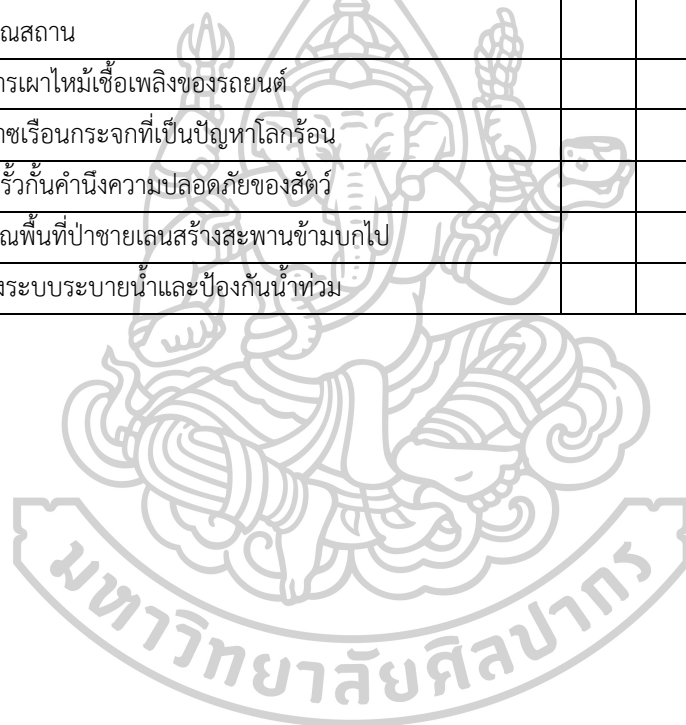 ณสถาน
ารเผาไหม้เชื้อเพลิงของรถยนต์
าซเรือนกระจกที่เป็นปัญหาโลกร้อน
รั้วกั้นคำนึงความปลอดภัยของสัตว์
ณพื้นที่ป่าชายเลนสร้างสะพานข้ามบกไป
งระบบระบายน้ำและป้องกันน้ำท่วม
มหาวิทยาลัยศิลปากร